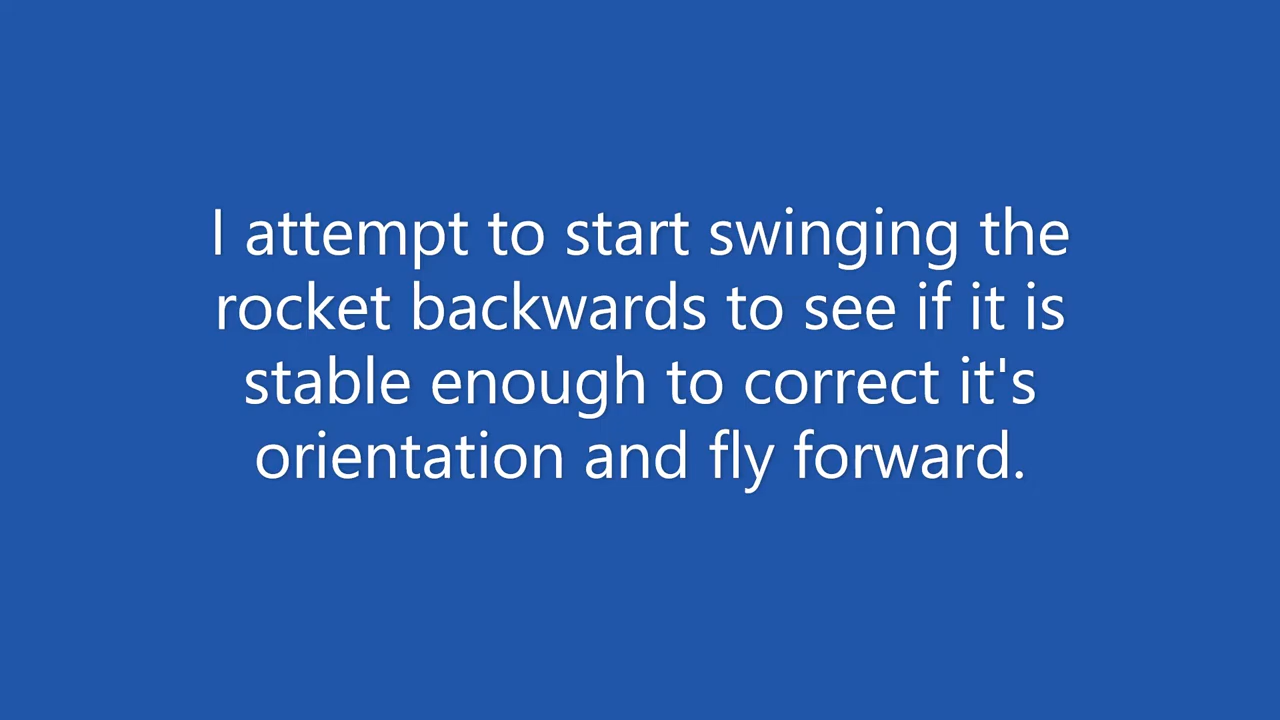 I attempt to start swinging the
rocket backwards to see if it is
stable enough to correct it's
orientation and fly forward.